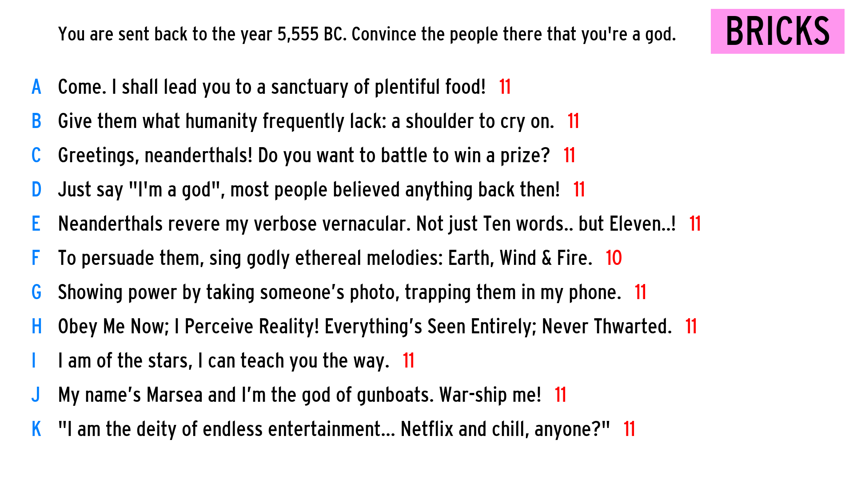 You are sent back to the year 5,555 BC. Convince the people there that you're a god.
BRICKS
A Come. I shall lead you to a sanctuary of plentiful food! 11
B Give them what humanity frequently lack: a shoulder to cry on. 11
C Greetings, neanderthals! Do you want to battle to win a prize? 11
D Just say "I'm a god", most people believed anything back then! 11
E Neanderthals revere my verbose vernacular. Not just Ten words.. but Eleven..! 11
F To persuade them, sing godly ethereal melodies: Earth, Wind & Fire. 10
G Showing power by taking someone's photo, trapping them in my phone. 11
H Obey Me Now; I Perceive Reality! Everything's Seen Entirely; Never Thwarted. 11
I I am of the stars, I can teach you the way. 11
J My name's Marsea and I'm the god of gunboats. War-ship me! 11
K "I am the deity of endless entertainment... Netflix and chill, anyone?" 11